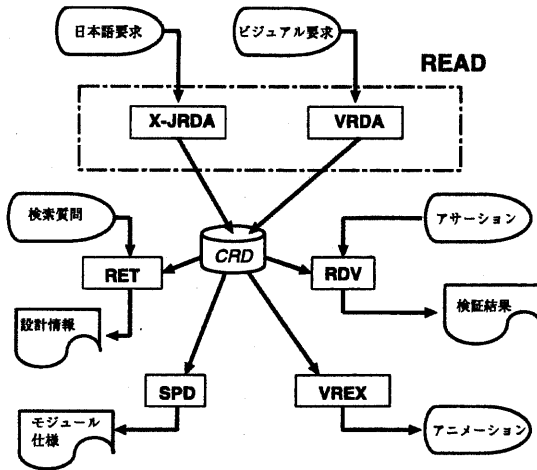 日本語要求
ビジュアル要求
READ
X-JRDA
VRDA
検索質問
アサーション
CRD
RET
RDV
設計情報
検証結果
SPD
VREX
モジュール
仕様
アニメーション